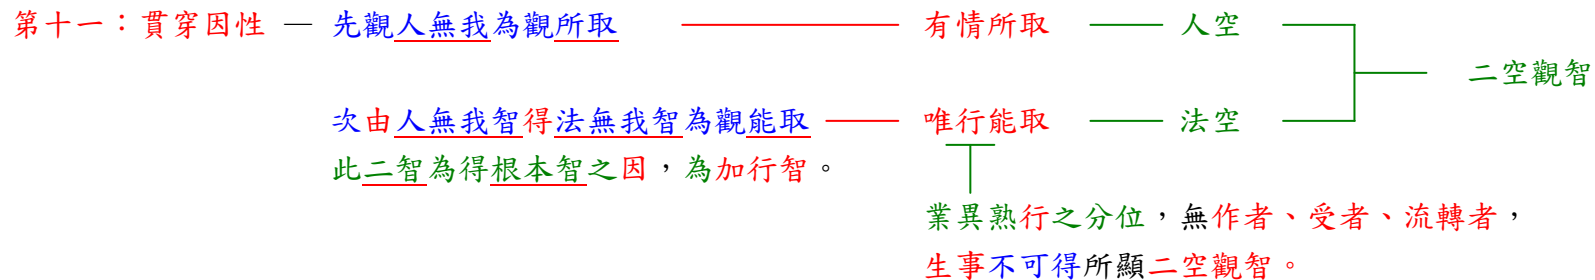 第十一：貫穿因性 — 先觀人無我為觀所取 有情所取 人空
二空觀智
次由人無我智得法無我智為觀能取 唯行能取 法空
此二智為得根本智之因，為加行智。
業異熟行之分位，無作者、受者、流轉者，
生事不可得所顯二空觀智。